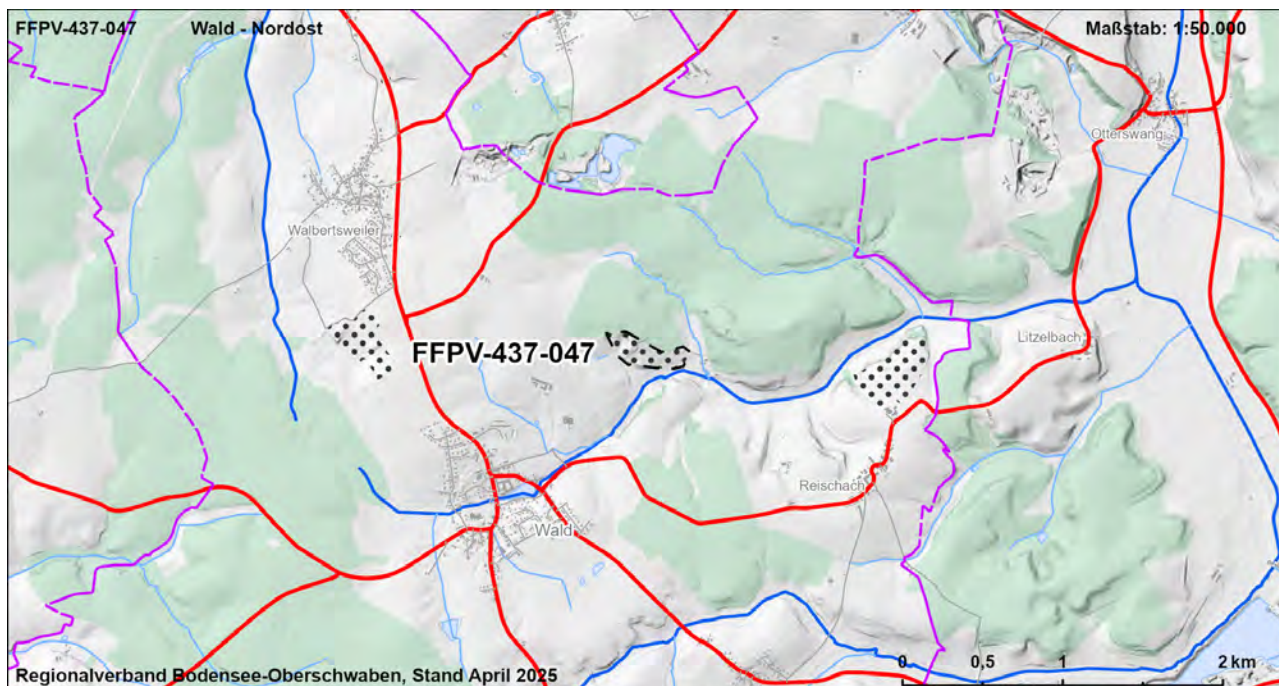 FFPV-437-047 Wald - Nordost Maßstab: 1:50.000
Otterswang
Walbertsweiler
Litzelbach
FFPV-437-047
Reischach
Wald
0 0,5 1 2 km
Regionalverband Bodensee-Oberschwaben, Stand April 2025